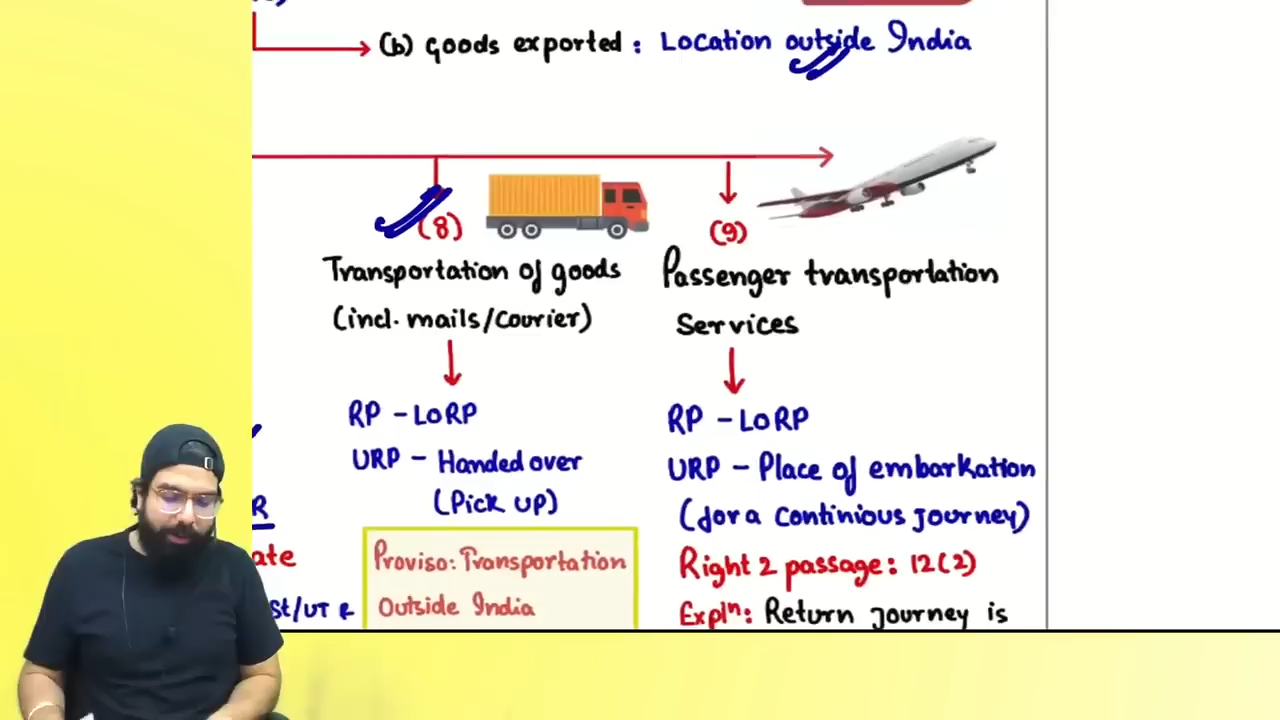 (b) Goods exported : Location outside India
(8)
Transportation of goods
(incl. mails/courier)
RP - LoRP
URP - Handed over
(Pick up)
Proviso: Transportation
Outside India
(9)
Passenger transportation
Services
RP - LoRP
URP - Place of embarkation
(for a continious journey)
Right 2 passage: 12(2)
Explⁿ: Return journey is
R
ate
St/UT R